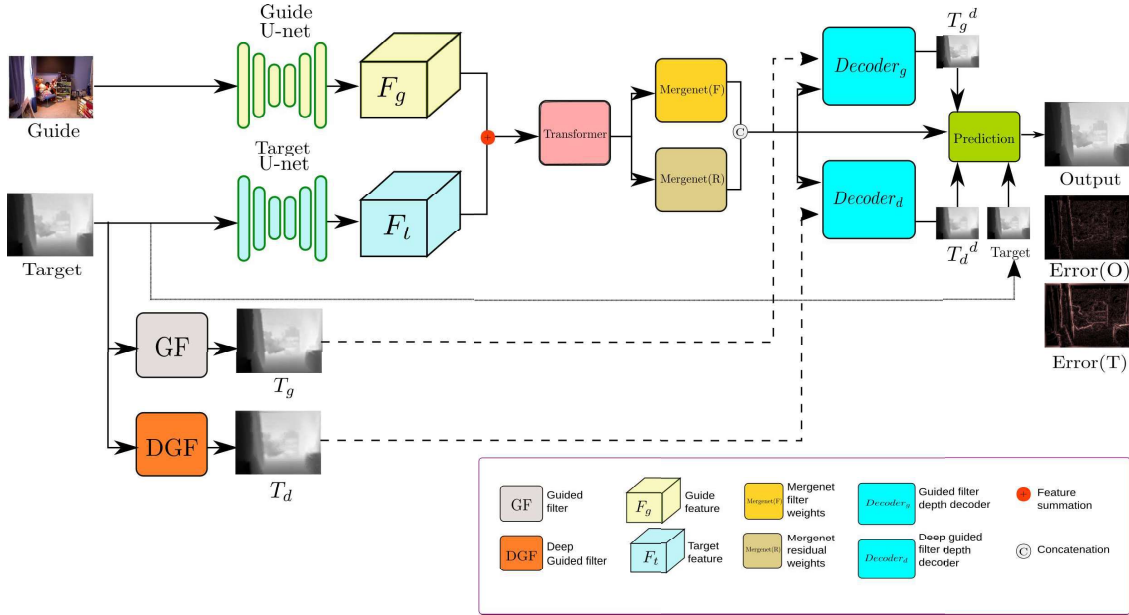 Guide
U-net
Guide
F_g
Target
U-net
Target
F_t
Transformer
Mergenet(F)
Mergenet(R)
C
Decoder_g
Decoder_d
T_g^d
T_d^d
Prediction
Target
Output
Error(O)
Error(T)
GF
T_g
DGF
T_d
GF
Guided
filter
DGF
Deep
Guided filter
F_g
Guide
feature
F_t
Target
feature
Mergenet(F)
Mergenet
filter
weights
Mergenet(R)
Mergenet
residual
weights
Decoder_g
Guided filter
depth decoder
Decoder_d
Deep guided
filter depth
decoder
+
Feature
summation
C
Concatenation